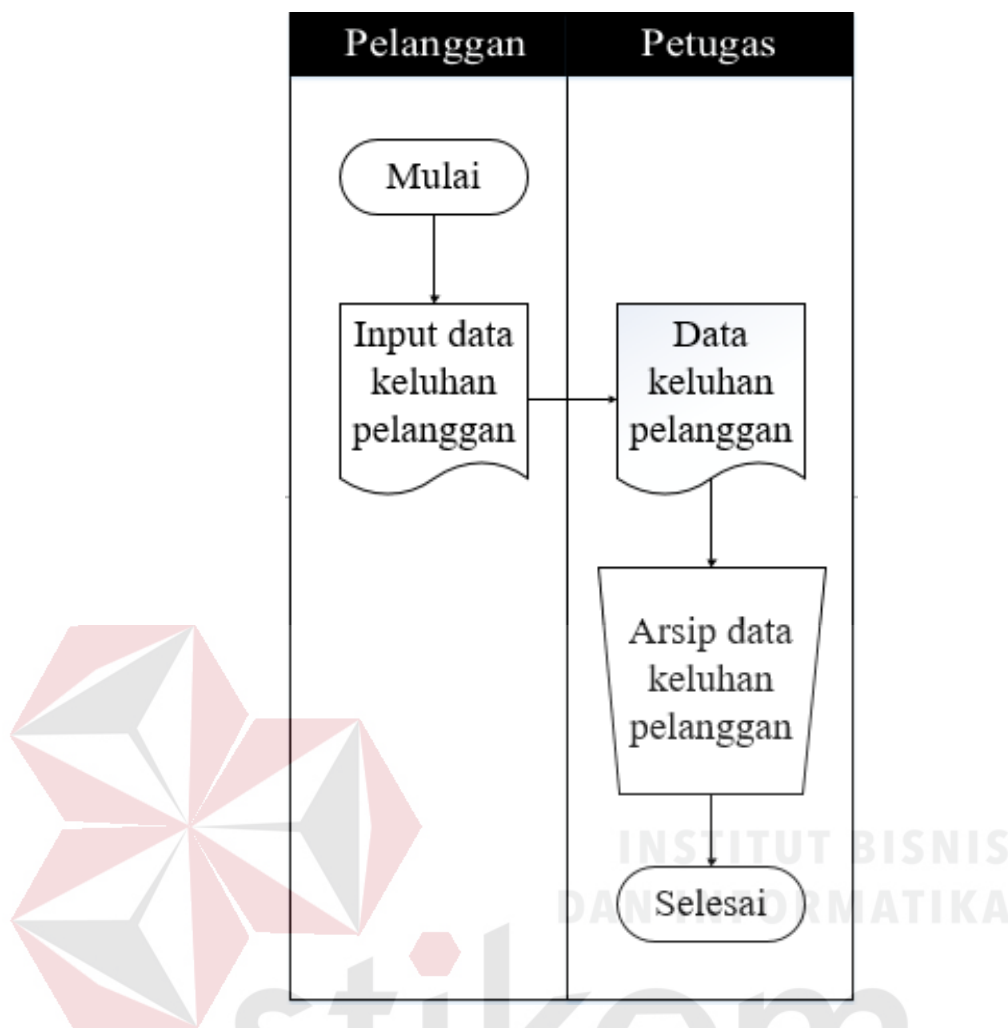 Pelanggan
Petugas
Mulai
Input data
keluhan
pelanggan
Data
keluhan
pelanggan
Arsip data
keluhan
pelanggan
Selesai
INSTITUT BISNIS
DAN INFORMATIKA
stikom